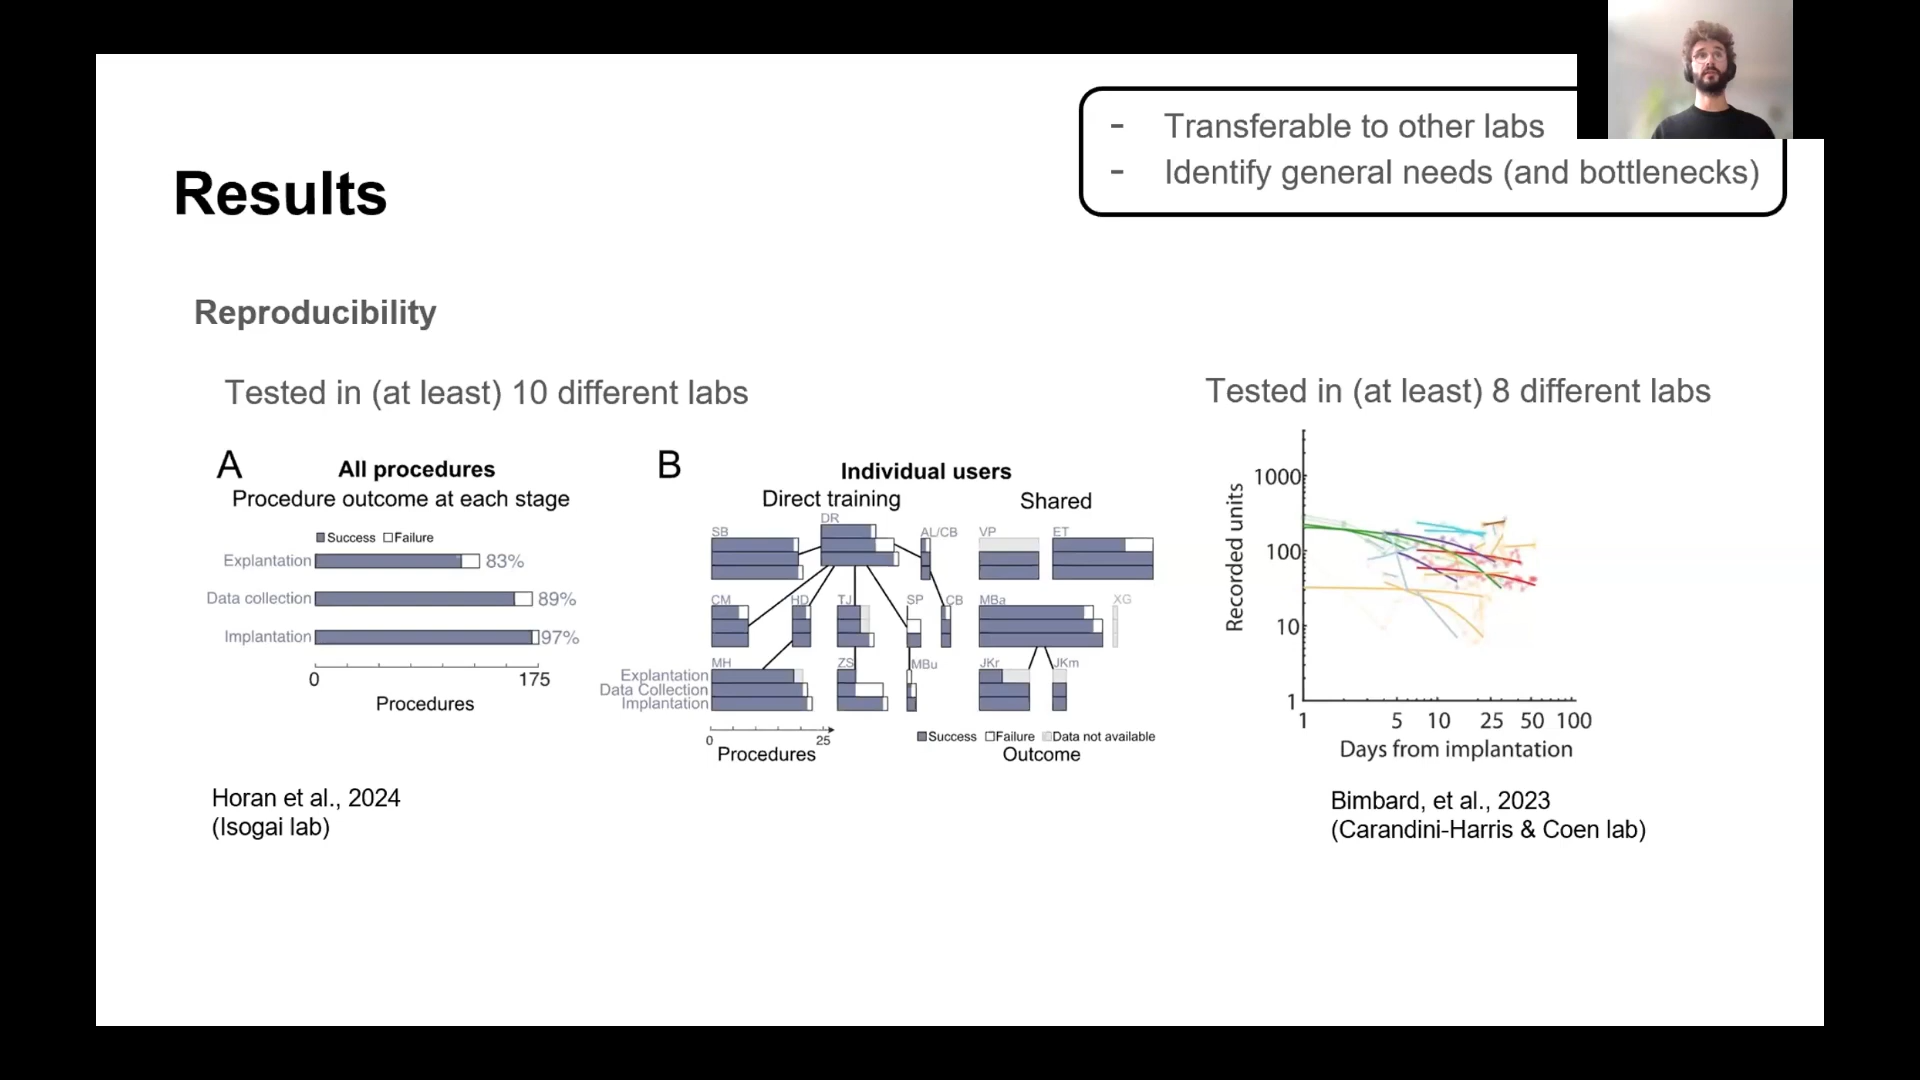 - Transferable to other labs
- Identify general needs (and bottlenecks)
Results
Reproducibility
Tested in (at least) 10 different labs
Tested in (at least) 8 different labs
A
All procedures
Procedure outcome at each stage
Success Failure
Explantation 83%
Data collection 89%
Implantation 97%
0 175
Procedures
B
Individual users
Direct training Shared
SB DR AL/CB VP ET
CM HD TJ SP CB MBa XG
MH ZS MBu JKr JKm
Explantation
Data Collection
Implantation
0 25
Procedures
Success Failure Data not available
Outcome
Recorded units
1000
100
10
1
1 5 10 25 50 100
Days from implantation
Horan et al., 2024
(Isogai lab)
Bimbard, et al., 2023
(Carandini-Harris & Coen lab)